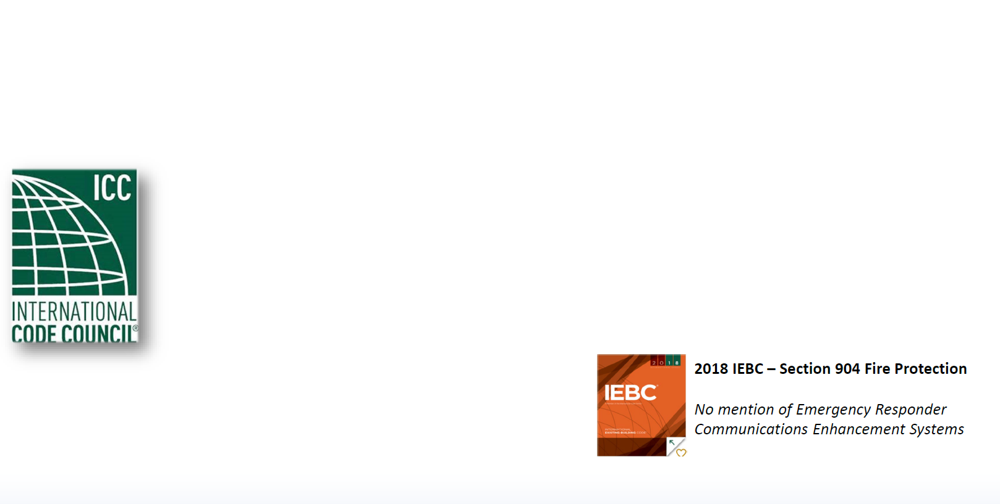 ICC
INTERNATIONAL
CODE COUNCIL®
2018
IEBC
INTERNATIONAL
EXISTING BUILDING CODE
2018 IEBC – Section 904 Fire Protection
No mention of Emergency Responder
Communications Enhancement Systems